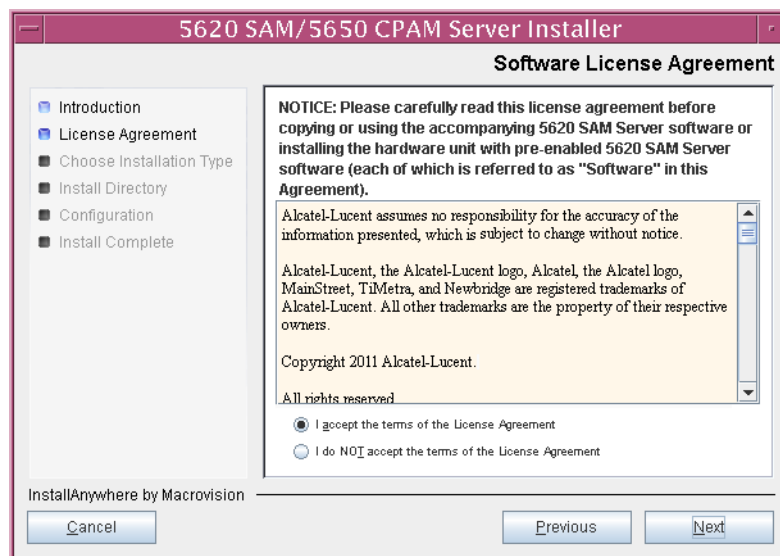 5620 SAM/5650 CPAM Server Installer
Software License Agreement
Introduction
License Agreement
Choose Installation Type
Install Directory
Configuration
Install Complete
NOTICE: Please carefully read this license agreement before
copying or using the accompanying 5620 SAM Server software or
installing the hardware unit with pre-enabled 5620 SAM Server
software (each of which is referred to as "Software" in this
Agreement).
Alcatel-Lucent assumes no responsibility for the accuracy of the
information presented, which is subject to change without notice.
Alcatel-Lucent, the Alcatel-Lucent logo, Alcatel, the Alcatel logo,
MainStreet, TiMetra, and Newbridge are registered trademarks of
Alcatel-Lucent. All other trademarks are the property of their respective
owners.
Copyright 2011 Alcatel-Lucent.
All rights reserved
I accept the terms of the License Agreement
I do NOT accept the terms of the License Agreement
InstallAnywhere by Macrovision
Cancel
Previous
Next